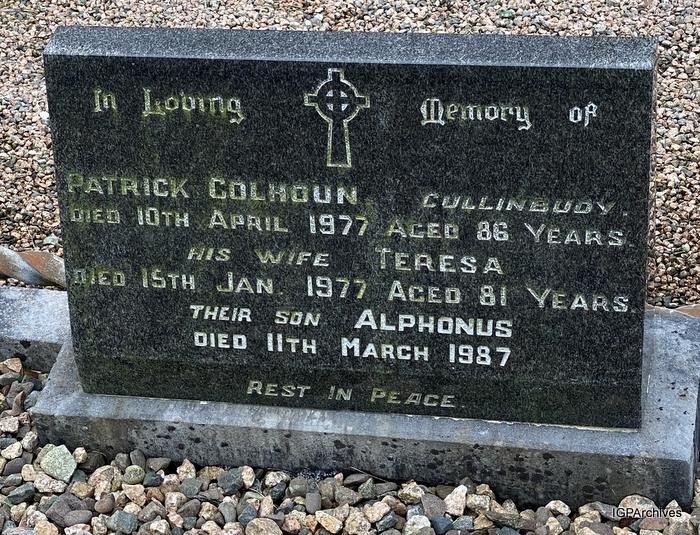 In Loving Memory of
PATRICK COLHOUN, CULLINBUOY.
DIED 10TH APRIL 1977 AGED 86 YEARS.
HIS WIFE TERESA
DIED 15TH JAN. 1977 AGED 81 YEARS.
THEIR SON ALPHONUS
DIED 11TH MARCH 1987
REST IN PEACE
IGPArchives